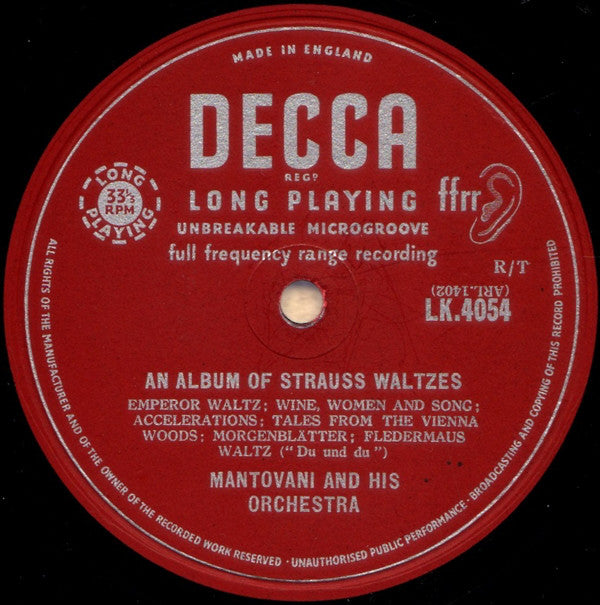 MADE IN ENGLAND
DECCA
REGD
LONG PLAYING
33⅓ RPM
LONG PLAYING
ffrr
UNBREAKABLE MICROGROOVE
full frequency range recording
R/T
(ARL.1402)
LK.4054
AN ALBUM OF STRAUSS WALTZES
EMPEROR WALTZ; WINE, WOMEN AND SONG;
ACCELERATIONS; TALES FROM THE VIENNA
WOODS; MORGENBLÄTTER; FLEDERMAUS
WALTZ ("Du und du")
MANTOVANI AND HIS
ORCHESTRA
ALL RIGHTS OF THE MANUFACTURER AND OF THE OWNER OF THE RECORDED WORK RESERVED · UNAUTHORISED PUBLIC PERFORMANCE · BROADCASTING AND COPYING OF THIS RECORD PROHIBITED